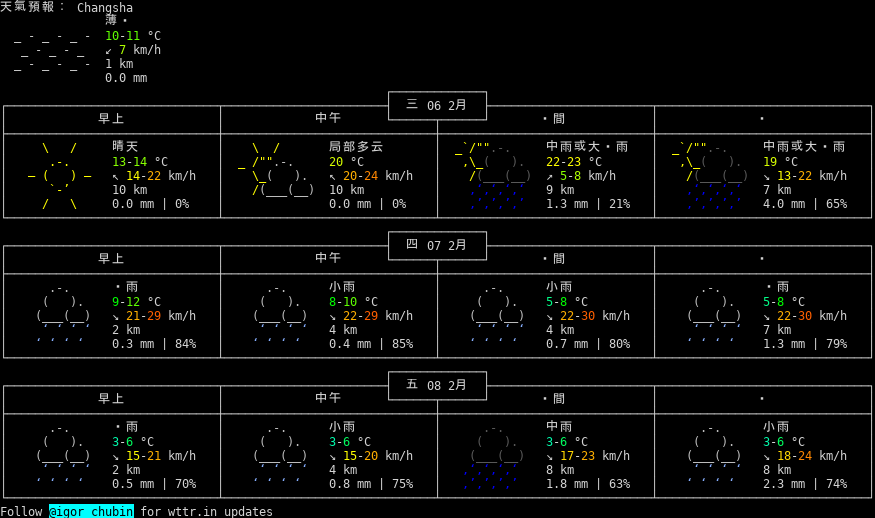 天氣預報： Changsha
薄・
10-11 °C
↙ 7 km/h
1 km
0.0 mm
三 06 2月
早上 中午 ・間 ・
晴天 局部多云 中雨或大・雨 中雨或大・雨
13-14 °C 20 °C 22-23 °C 19 °C
↖ 14-22 km/h ↖ 20-24 km/h ↗ 5-8 km/h ↘ 13-22 km/h
10 km 10 km 9 km 7 km
0.0 mm | 0% 0.0 mm | 0% 1.3 mm | 21% 4.0 mm | 65%
四 07 2月
早上 中午 ・間 ・
・雨 小雨 小雨 ・雨
9-12 °C 8-10 °C 5-8 °C 5-8 °C
↘ 21-29 km/h ↘ 22-29 km/h ↘ 22-30 km/h ↘ 22-30 km/h
2 km 4 km 4 km 7 km
0.3 mm | 84% 0.4 mm | 85% 0.7 mm | 80% 1.3 mm | 79%
五 08 2月
早上 中午 ・間 ・
・雨 小雨 中雨 小雨
3-6 °C 3-6 °C 3-6 °C 3-6 °C
↘ 15-21 km/h ↘ 15-20 km/h ↘ 17-23 km/h ↘ 18-24 km/h
2 km 4 km 8 km 8 km
0.5 mm | 70% 0.8 mm | 75% 1.8 mm | 63% 2.3 mm | 74%
Follow @igor_chubin for wttr.in updates